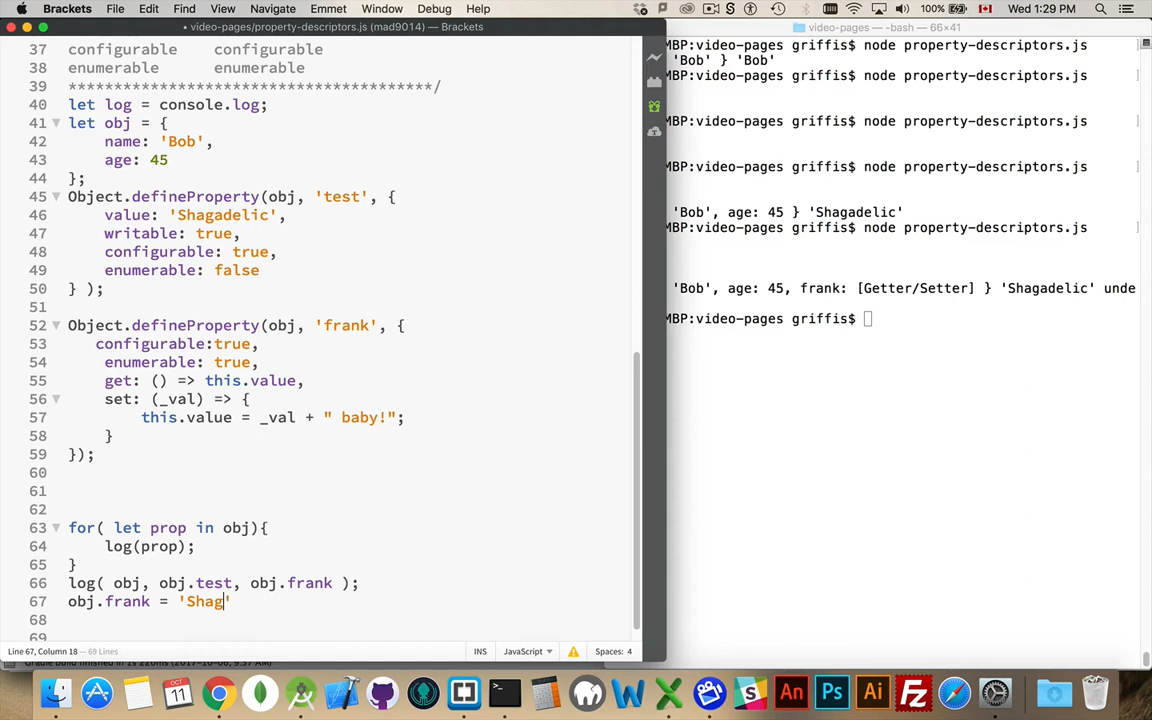 Brackets File Edit Find View Navigate Emmet Debug Window Help 100% Wed 1:29 PM
• video-pages/property-descriptors.js (mad9014) — Brackets
video-pages — -bash — 66×41
37 configurable configurable
38 enumerable enumerable
39 ****************************************/
40 let log = console.log;
41 let obj = {
42 name: 'Bob',
43 age: 45
44 };
45 Object.defineProperty(obj, 'test', {
46 value: 'Shagadelic',
47 writable: true,
48 configurable: true,
49 enumerable: false
50 } );
51
52 Object.defineProperty(obj, 'frank', {
53 configurable:true,
54 enumerable: true,
55 get: () => this.value,
56 set: (_val) => {
57 this.value = _val + " baby!";
58 }
59 });
60
61
62
63 for( let prop in obj){
64 log(prop);
65 }
66 log( obj, obj.test, obj.frank );
67 obj.frank = 'Shag'
68
69
Line 67, Column 18 — 69 Lines
INS JavaScript Spaces: 4
MBP:video-pages griffis$ node property-descriptors.js
'Bob' } 'Bob'
MBP:video-pages griffis$ node property-descriptors.js
MBP:video-pages griffis$ node property-descriptors.js
MBP:video-pages griffis$ node property-descriptors.js
'Bob', age: 45 } 'Shagadelic'
MBP:video-pages griffis$ node property-descriptors.js
'Bob', age: 45, frank: [Getter/Setter] } 'Shagadelic' unde
MBP:video-pages griffis$
OCT 11
An Ps Ai FZ